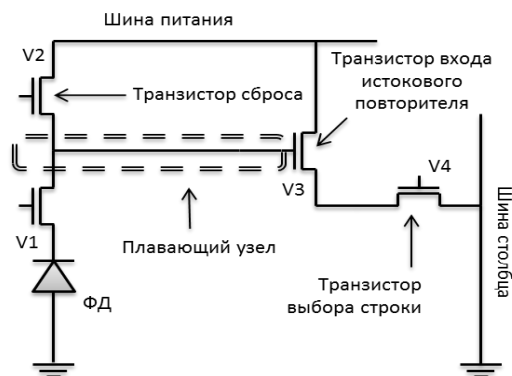 Шина питания
V2
Транзистор сброса
Транзистор входа
истокового
повторителя
V3
V4
V1
Плавающий узел
Шина столбца
Транзистор
выбора строки
ФД